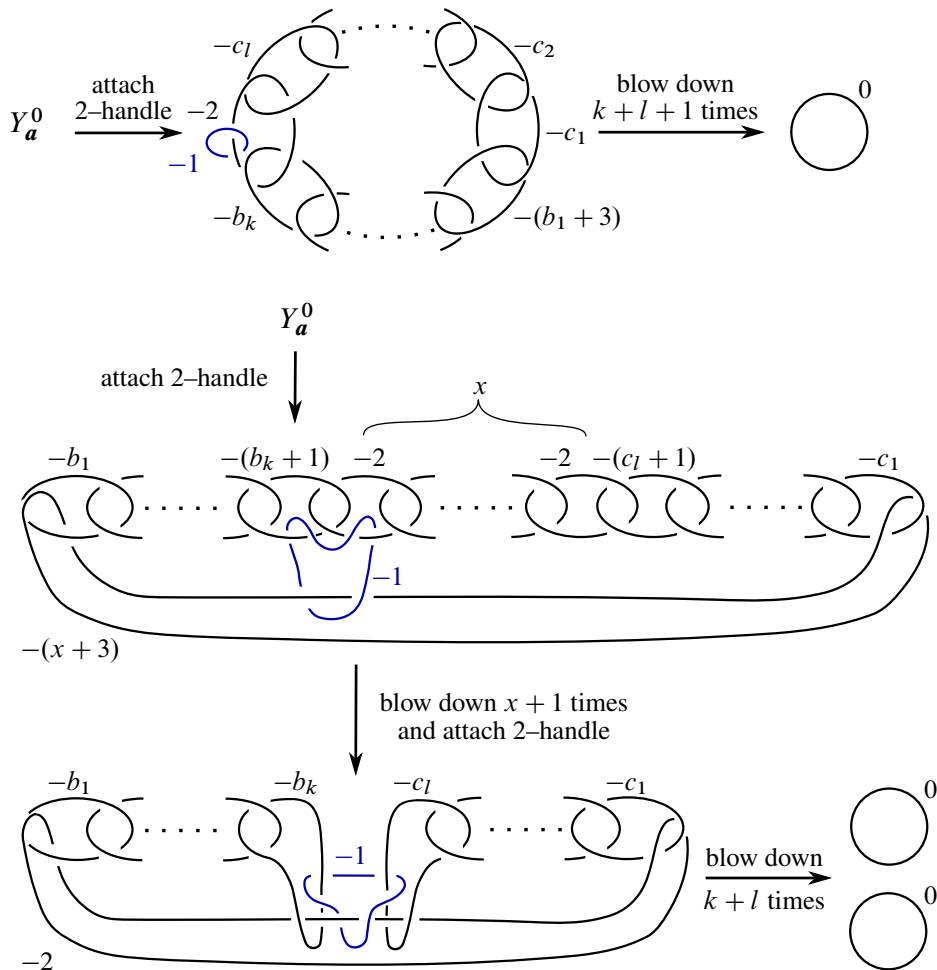 −c_l
−c_2
attach
2–handle
Y_a^0
−2
−1
−b_k
−c_1
−(b_1 + 3)
blow down
k + l + 1 times
0
Y_a^0
attach 2–handle
x
−b_1
−(b_k + 1)
−2
−2
−(c_l + 1)
−c_1
−1
−(x + 3)
blow down x + 1 times
and attach 2–handle
−b_1
−b_k
−c_l
−c_1
−1
−2
blow down
k + l times
0
0